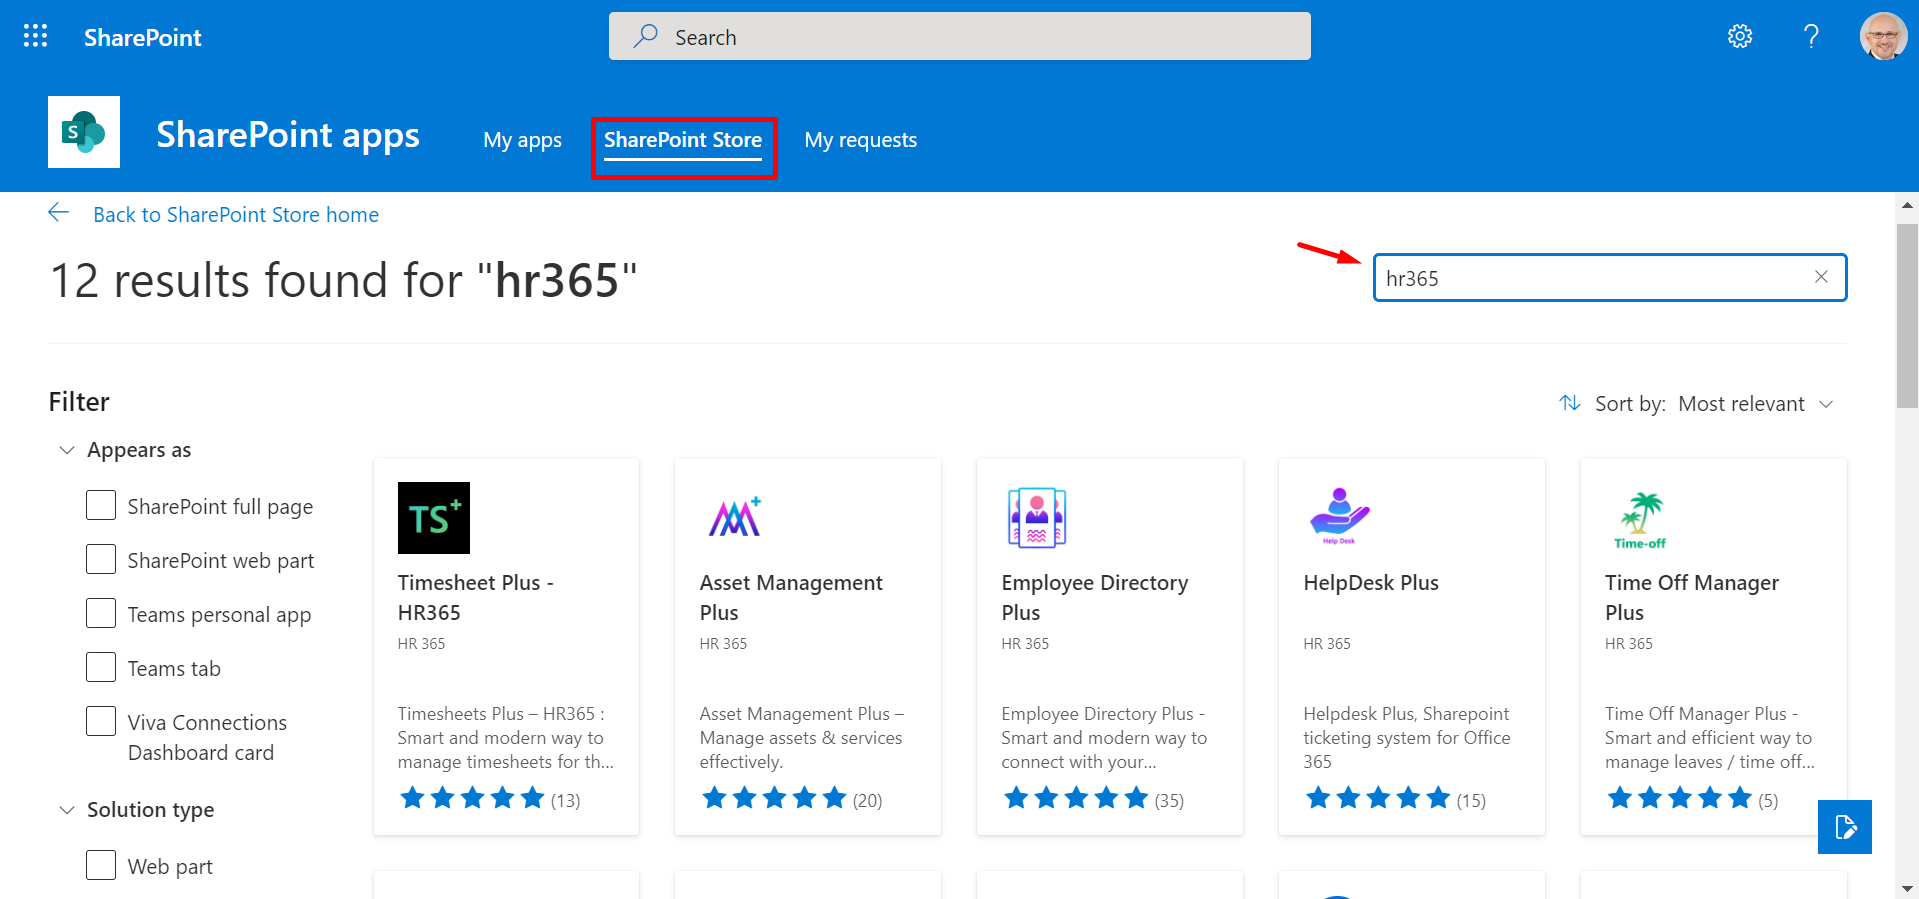 SharePoint
Search
S
SharePoint apps
My apps
SharePoint Store
My requests
Back to SharePoint Store home
12 results found for "hr365"
hr365
Filter
Sort by: Most relevant
Appears as
SharePoint full page
SharePoint web part
Teams personal app
Teams tab
Viva Connections
Dashboard card
Solution type
Web part
TS+
Timesheet Plus -
HR365
HR 365
Timesheets Plus – HR365 :
Smart and modern way to
manage timesheets for th...
(13)
Asset Management
Plus
HR 365
Asset Management Plus –
Manage assets & services
effectively.
(20)
Employee Directory
Plus
HR 365
Employee Directory Plus -
Smart and modern way to
connect with your...
(35)
Help Desk
HelpDesk Plus
HR 365
Helpdesk Plus, Sharepoint
ticketing system for Office
365
(15)
Time-off
Time Off Manager
Plus
HR 365
Time Off Manager Plus -
Smart and efficient way to
manage leaves / time off...
(5)